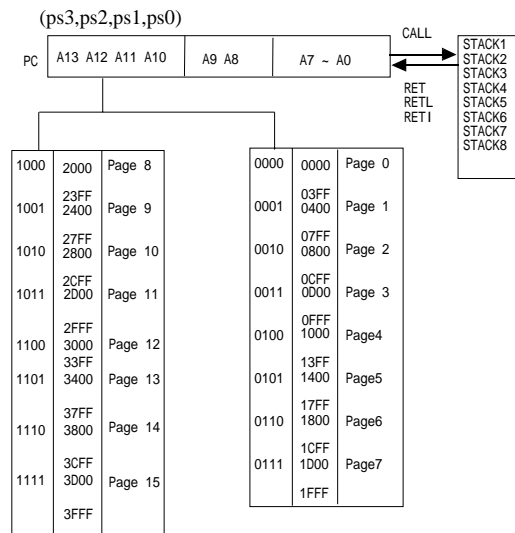 (ps3,ps2,ps1,ps0)
PC A13 A12 A11 A10 A9 A8 A7 ~ A0
CALL
RET
RETL
RETI
STACK1
STACK2
STACK3
STACK4
STACK5
STACK6
STACK7
STACK8
1000 2000 Page 8
23FF
1001 2400 Page 9
27FF
1010 2800 Page 10
2CFF
1011 2D00 Page 11
2FFF
1100 3000 Page 12
33FF
1101 3400 Page 13
37FF
1110 3800 Page 14
3CFF
1111 3D00 Page 15
3FFF
0000 0000 Page 0
03FF
0001 0400 Page 1
07FF
0010 0800 Page 2
0CFF
0011 0D00 Page 3
0FFF
0100 1000 Page4
13FF
0101 1400 Page5
17FF
0110 1800 Page6
1CFF
0111 1D00 Page7
1FFF